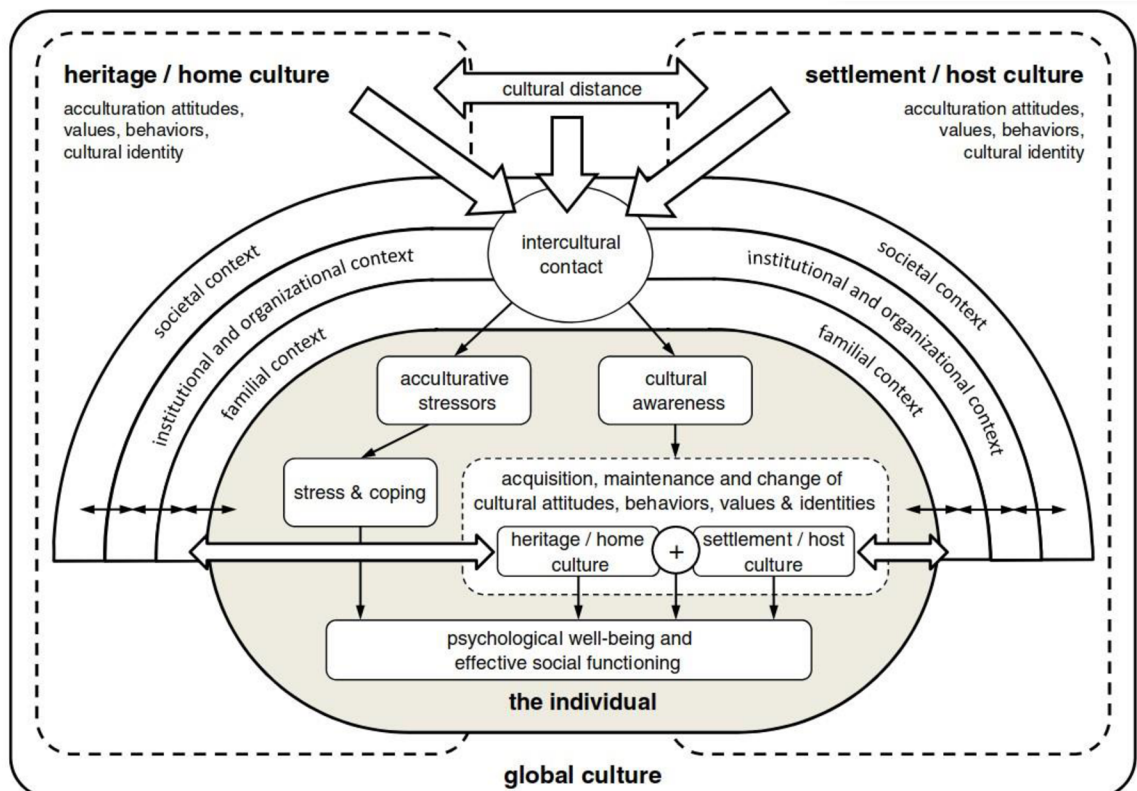 heritage / home culture
acculturation attitudes,
values, behaviors,
cultural identity
cultural distance
settlement / host culture
acculturation attitudes,
values, behaviors,
cultural identity
intercultural
contact
societal context
institutional and organizational context
familial context
societal context
institutional and organizational context
familial context
acculturative
stressors
cultural
awareness
stress & coping
acquisition, maintenance and change of
cultural attitudes, behaviors, values & identities
heritage / home
culture
+
settlement / host
culture
psychological well-being and
effective social functioning
the individual
global culture